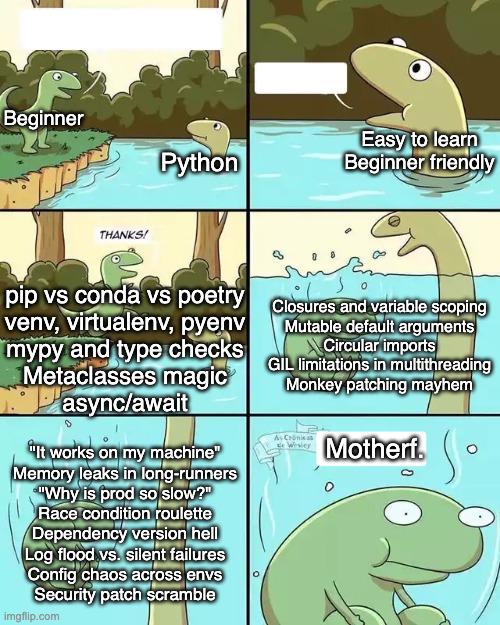 Beginner
Python
Easy to learn
Beginner friendly
THANKS!
pip vs conda vs poetry
venv, virtualenv, pyenv
mypy and type checks
Metaclasses magic
async/await
Closures and variable scoping
Mutable default arguments
Circular imports
GIL limitations in multithreading
Monkey patching mayhem
"It works on my machine"
Memory leaks in long-runners
"Why is prod so slow?"
Race condition roulette
Dependency version hell
Log flood vs. silent failures
Config chaos across envs
Security patch scramble
As Crônicas
de Wesley
Motherf.
imgflip.com